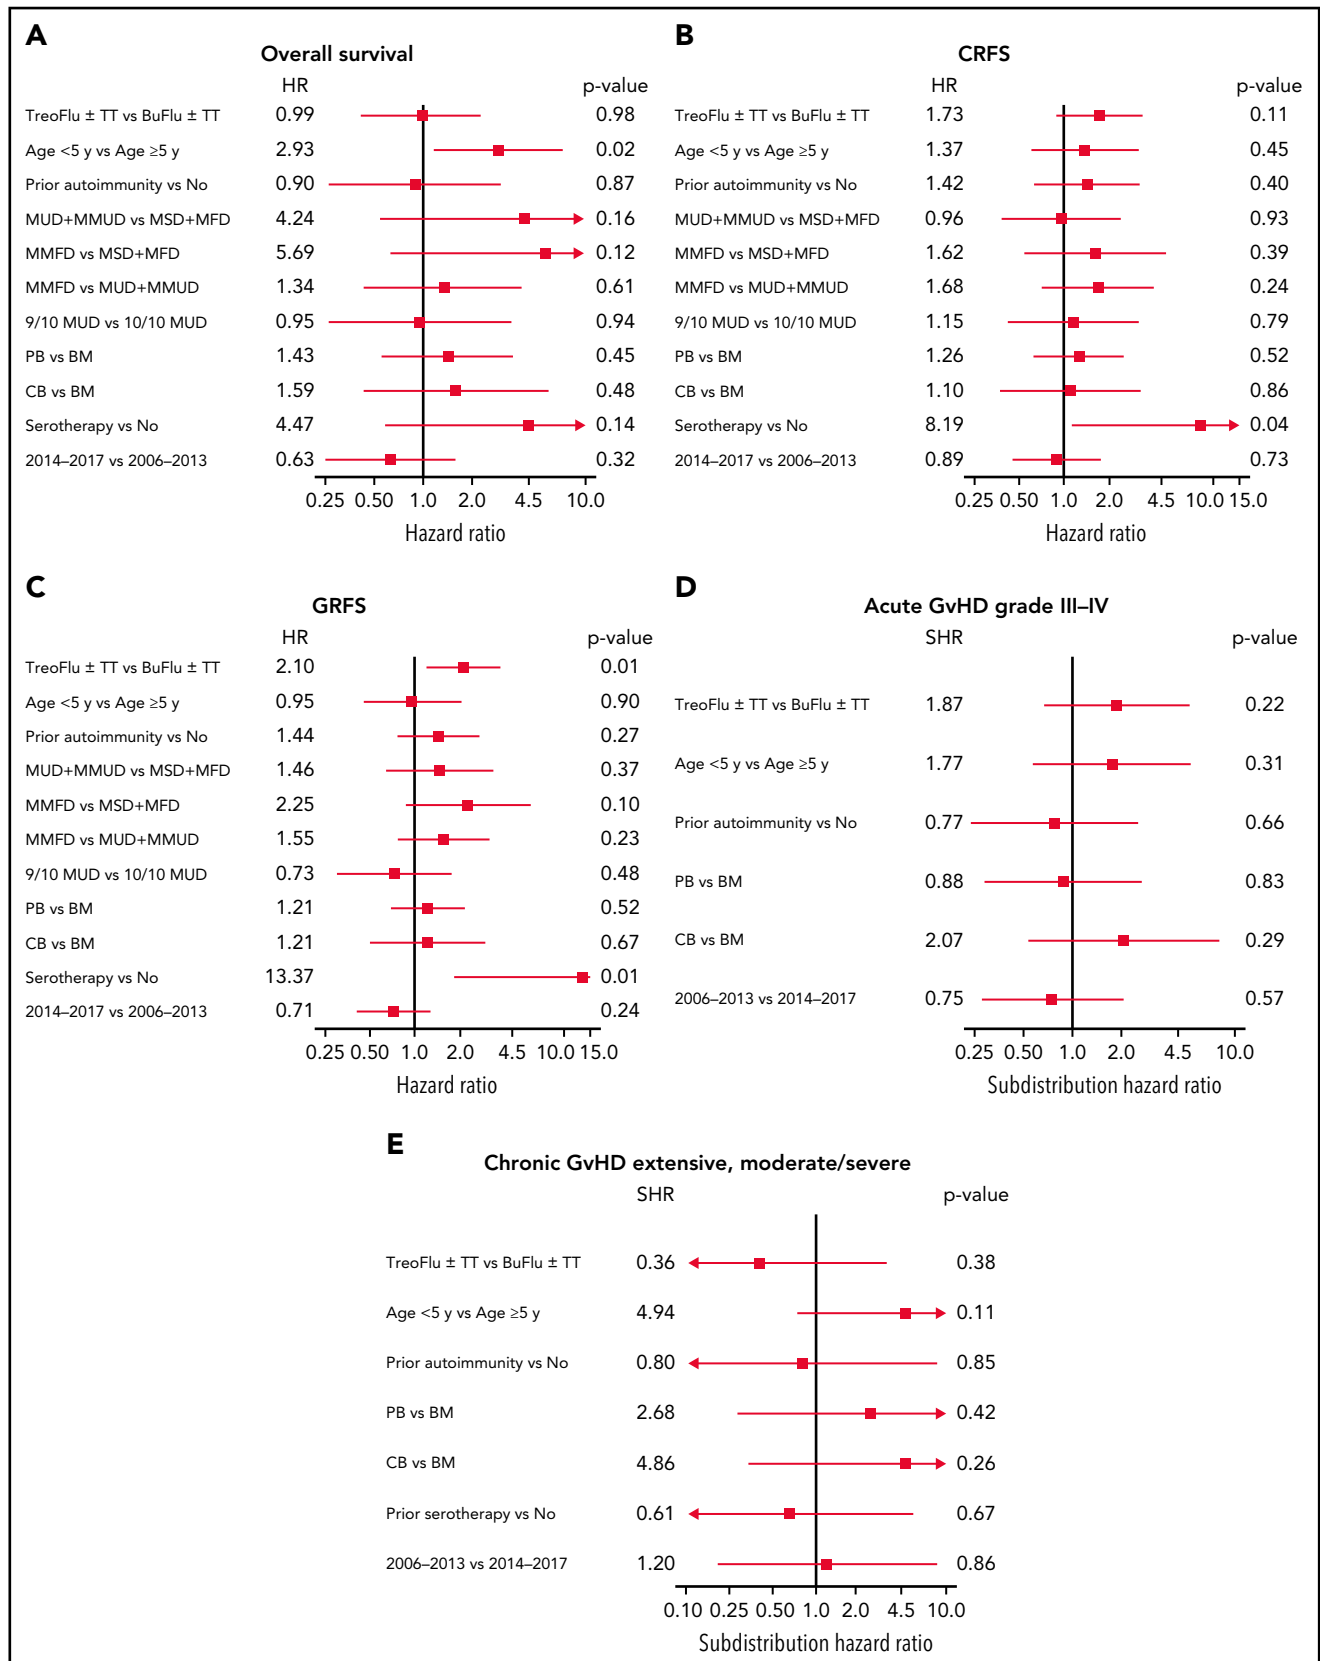 A
Overall survival
HR p-value
TreoFlu ± TT vs BuFlu ± TT 0.99 0.98
Age <5 y vs Age ≥5 y 2.93 0.02
Prior autoimmunity vs No 0.90 0.87
MUD+MMUD vs MSD+MFD 4.24 0.16
MMFD vs MSD+MFD 5.69 0.12
MMFD vs MUD+MMUD 1.34 0.61
9/10 MUD vs 10/10 MUD 0.95 0.94
PB vs BM 1.43 0.45
CB vs BM 1.59 0.48
Serotherapy vs No 4.47 0.14
2014–2017 vs 2006–2013 0.63 0.32
0.25 0.50 1.0 2.0 4.5 10.0
Hazard ratio
B
CRFS
HR p-value
TreoFlu ± TT vs BuFlu ± TT 1.73 0.11
Age <5 y vs Age ≥5 y 1.37 0.45
Prior autoimmunity vs No 1.42 0.40
MUD+MMUD vs MSD+MFD 0.96 0.93
MMFD vs MSD+MFD 1.62 0.39
MMFD vs MUD+MMUD 1.68 0.24
9/10 MUD vs 10/10 MUD 1.15 0.79
PB vs BM 1.26 0.52
CB vs BM 1.10 0.86
Serotherapy vs No 8.19 0.04
2014–2017 vs 2006–2013 0.89 0.73
0.25 0.50 1.0 2.0 4.5 10.0 15.0
Hazard ratio
C
GRFS
HR p-value
TreoFlu ± TT vs BuFlu ± TT 2.10 0.01
Age <5 y vs Age ≥5 y 0.95 0.90
Prior autoimmunity vs No 1.44 0.27
MUD+MMUD vs MSD+MFD 1.46 0.37
MMFD vs MSD+MFD 2.25 0.10
MMFD vs MUD+MMUD 1.55 0.23
9/10 MUD vs 10/10 MUD 0.73 0.48
PB vs BM 1.21 0.52
CB vs BM 1.21 0.67
Serotherapy vs No 13.37 0.01
2014–2017 vs 2006–2013 0.71 0.24
0.25 0.50 1.0 2.0 4.5 10.0 15.0
Hazard ratio
D
Acute GvHD grade III–IV
SHR p-value
TreoFlu ± TT vs BuFlu ± TT 1.87 0.22
Age <5 y vs Age ≥5 y 1.77 0.31
Prior autoimmunity vs No 0.77 0.66
PB vs BM 0.88 0.83
CB vs BM 2.07 0.29
2006–2013 vs 2014–2017 0.75 0.57
0.25 0.50 1.0 2.0 4.5 10.0
Subdistribution hazard ratio
E
Chronic GvHD extensive, moderate/severe
SHR p-value
TreoFlu ± TT vs BuFlu ± TT 0.36 0.38
Age <5 y vs Age ≥5 y 4.94 0.11
Prior autoimmunity vs No 0.80 0.85
PB vs BM 2.68 0.42
CB vs BM 4.86 0.26
Prior serotherapy vs No 0.61 0.67
2006–2013 vs 2014–2017 1.20 0.86
0.10 0.25 0.50 1.0 2.0 4.5 10.0
Subdistribution hazard ratio